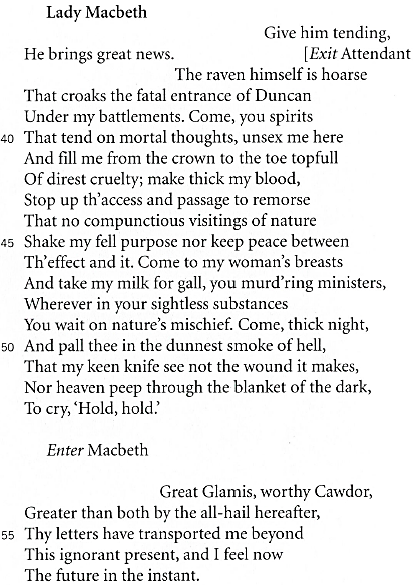 Lady Macbeth
Give him tending,
He brings great news. [Exit Attendant
The raven himself is hoarse
That croaks the fatal entrance of Duncan
Under my battlements. Come, you spirits
40 That tend on mortal thoughts, unsex me here
And fill me from the crown to the toe topfull
Of direst cruelty; make thick my blood,
Stop up th'access and passage to remorse
That no compunctious visitings of nature
45 Shake my fell purpose nor keep peace between
Th'effect and it. Come to my woman's breasts
And take my milk for gall, you murd'ring ministers,
Wherever in your sightless substances
You wait on nature's mischief. Come, thick night,
50 And pall thee in the dunnest smoke of hell,
That my keen knife see not the wound it makes,
Nor heaven peep through the blanket of the dark,
To cry, 'Hold, hold.'
Enter Macbeth
Great Glamis, worthy Cawdor,
Greater than both by the all-hail hereafter,
55 Thy letters have transported me beyond
This ignorant present, and I feel now
The future in the instant.